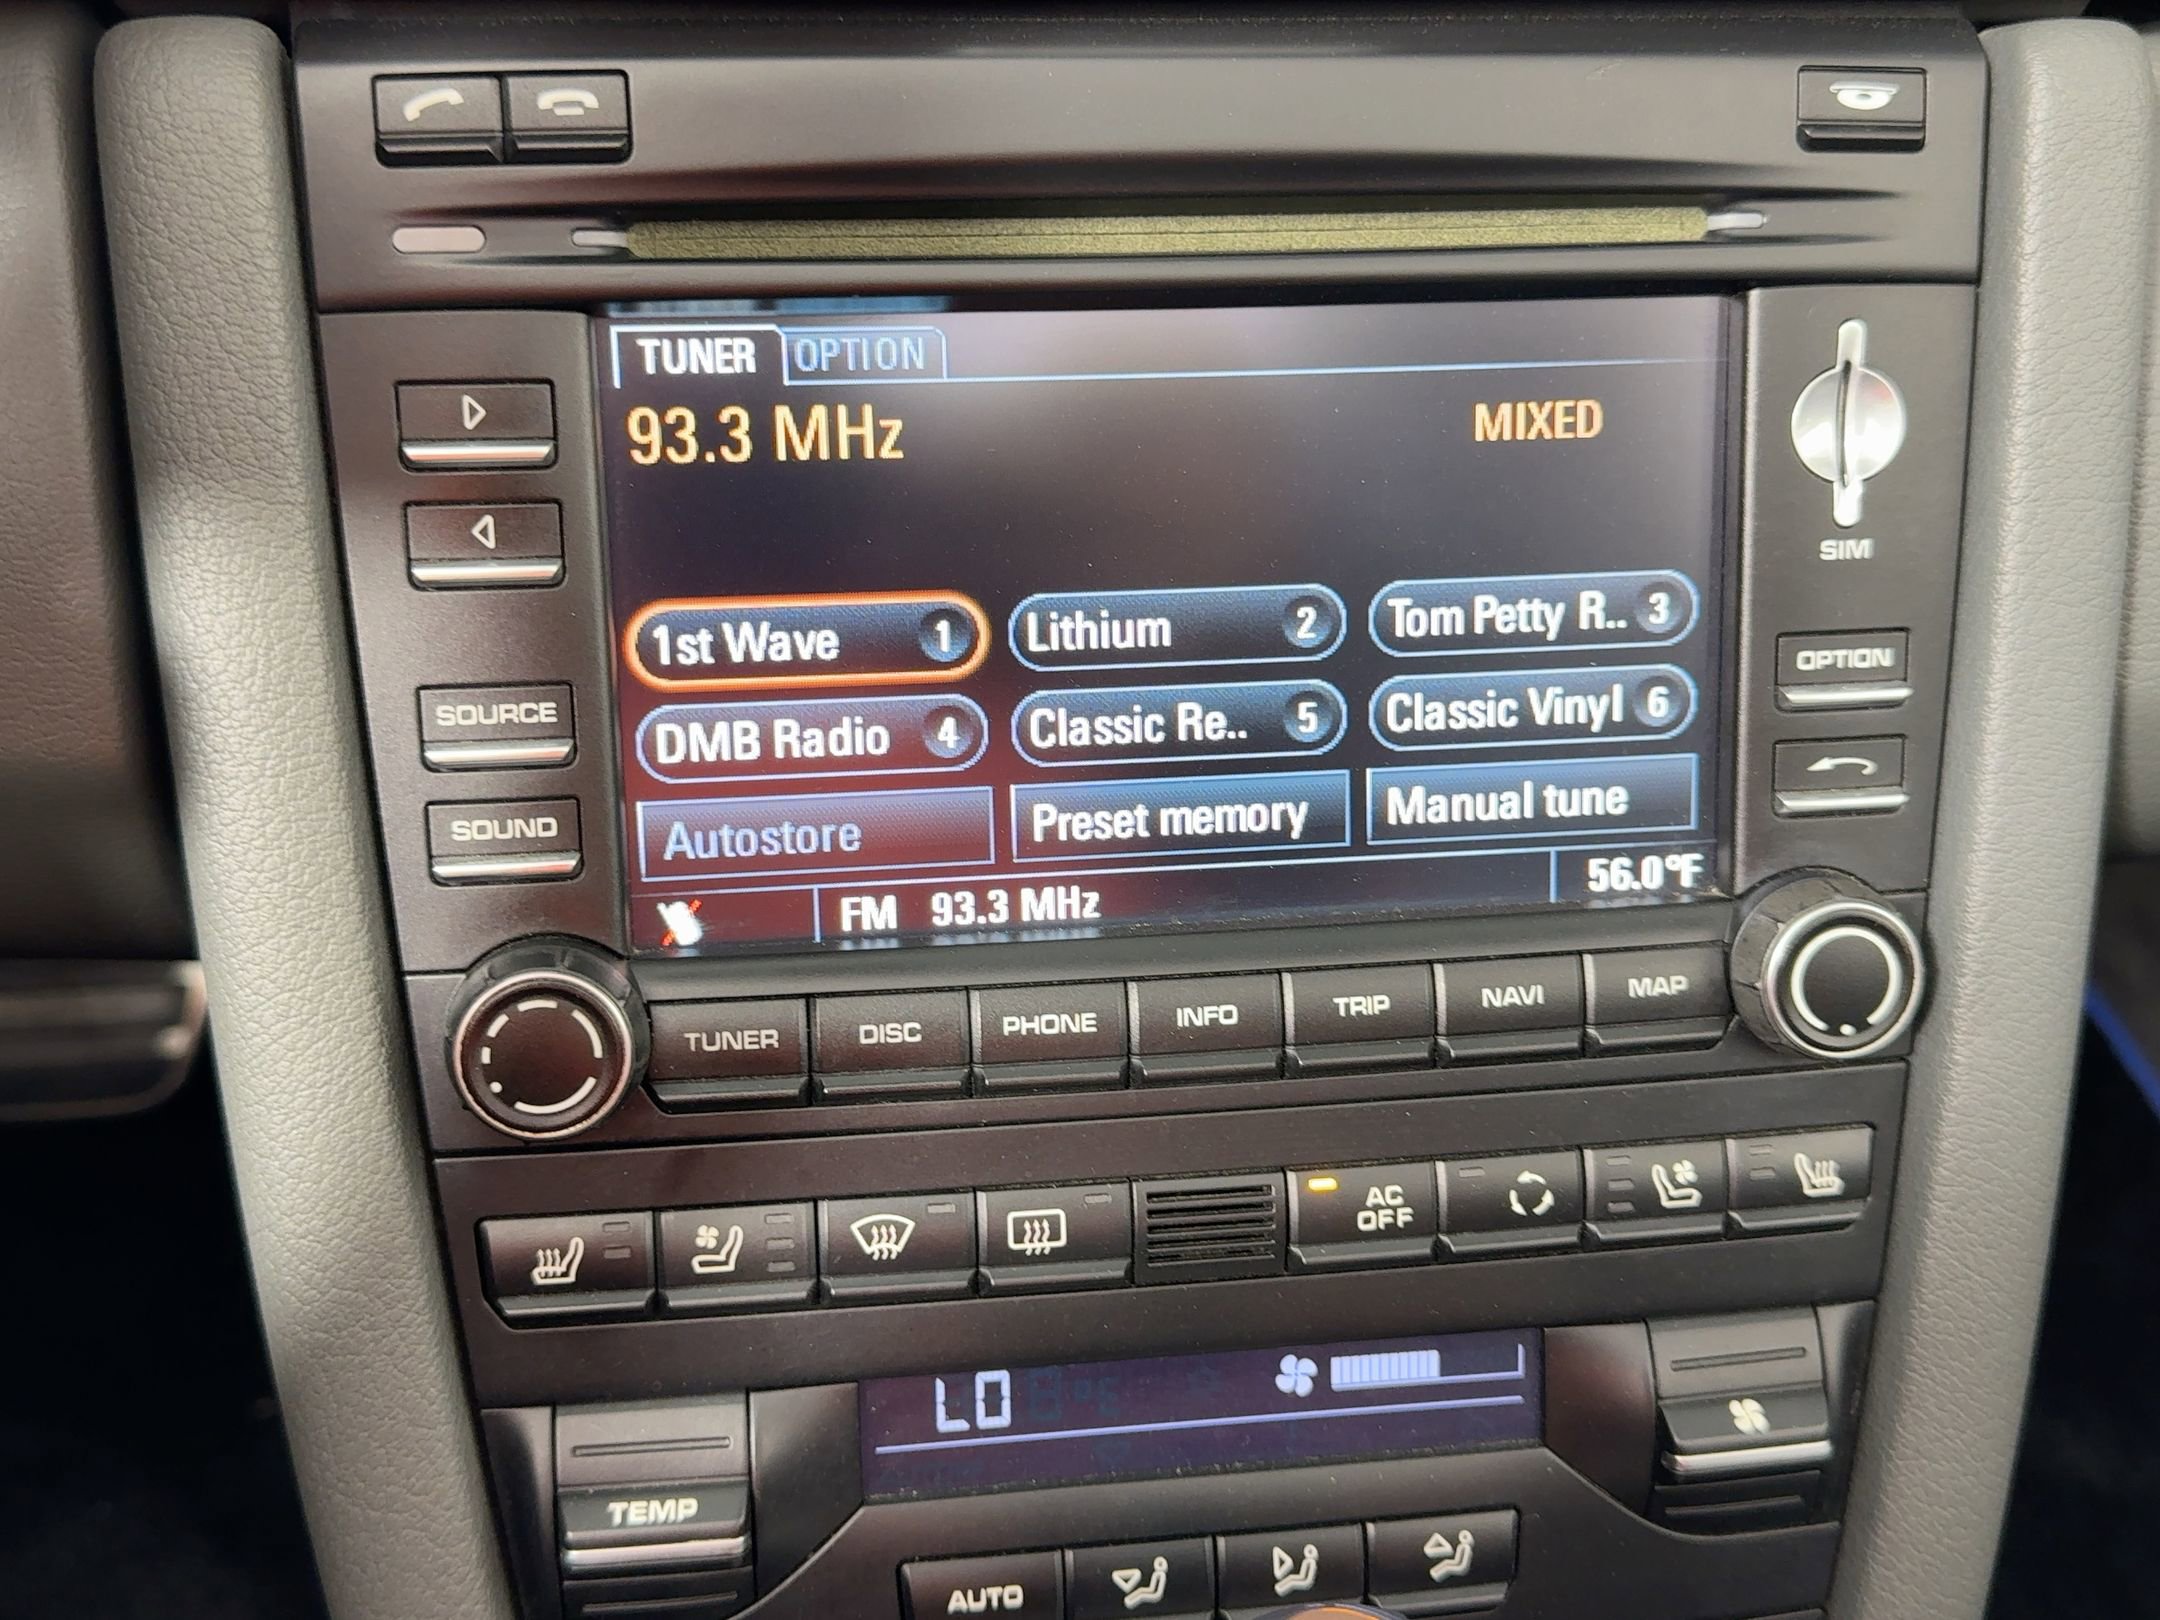 TUNER OPTION
93.3 MHz MIXED
SIM
1st Wave 1 Lithium 2 Tom Petty R.. 3
OPTION
DMB Radio 4 Classic Re.. 5 Classic Vinyl 6
SOURCE
Autostore Preset memory Manual tune
SOUND
FM 93.3 MHz 56.0°F
TUNER DISC PHONE INFO TRIP NAVI MAP
AC
OFF
LO
TEMP
AUTO